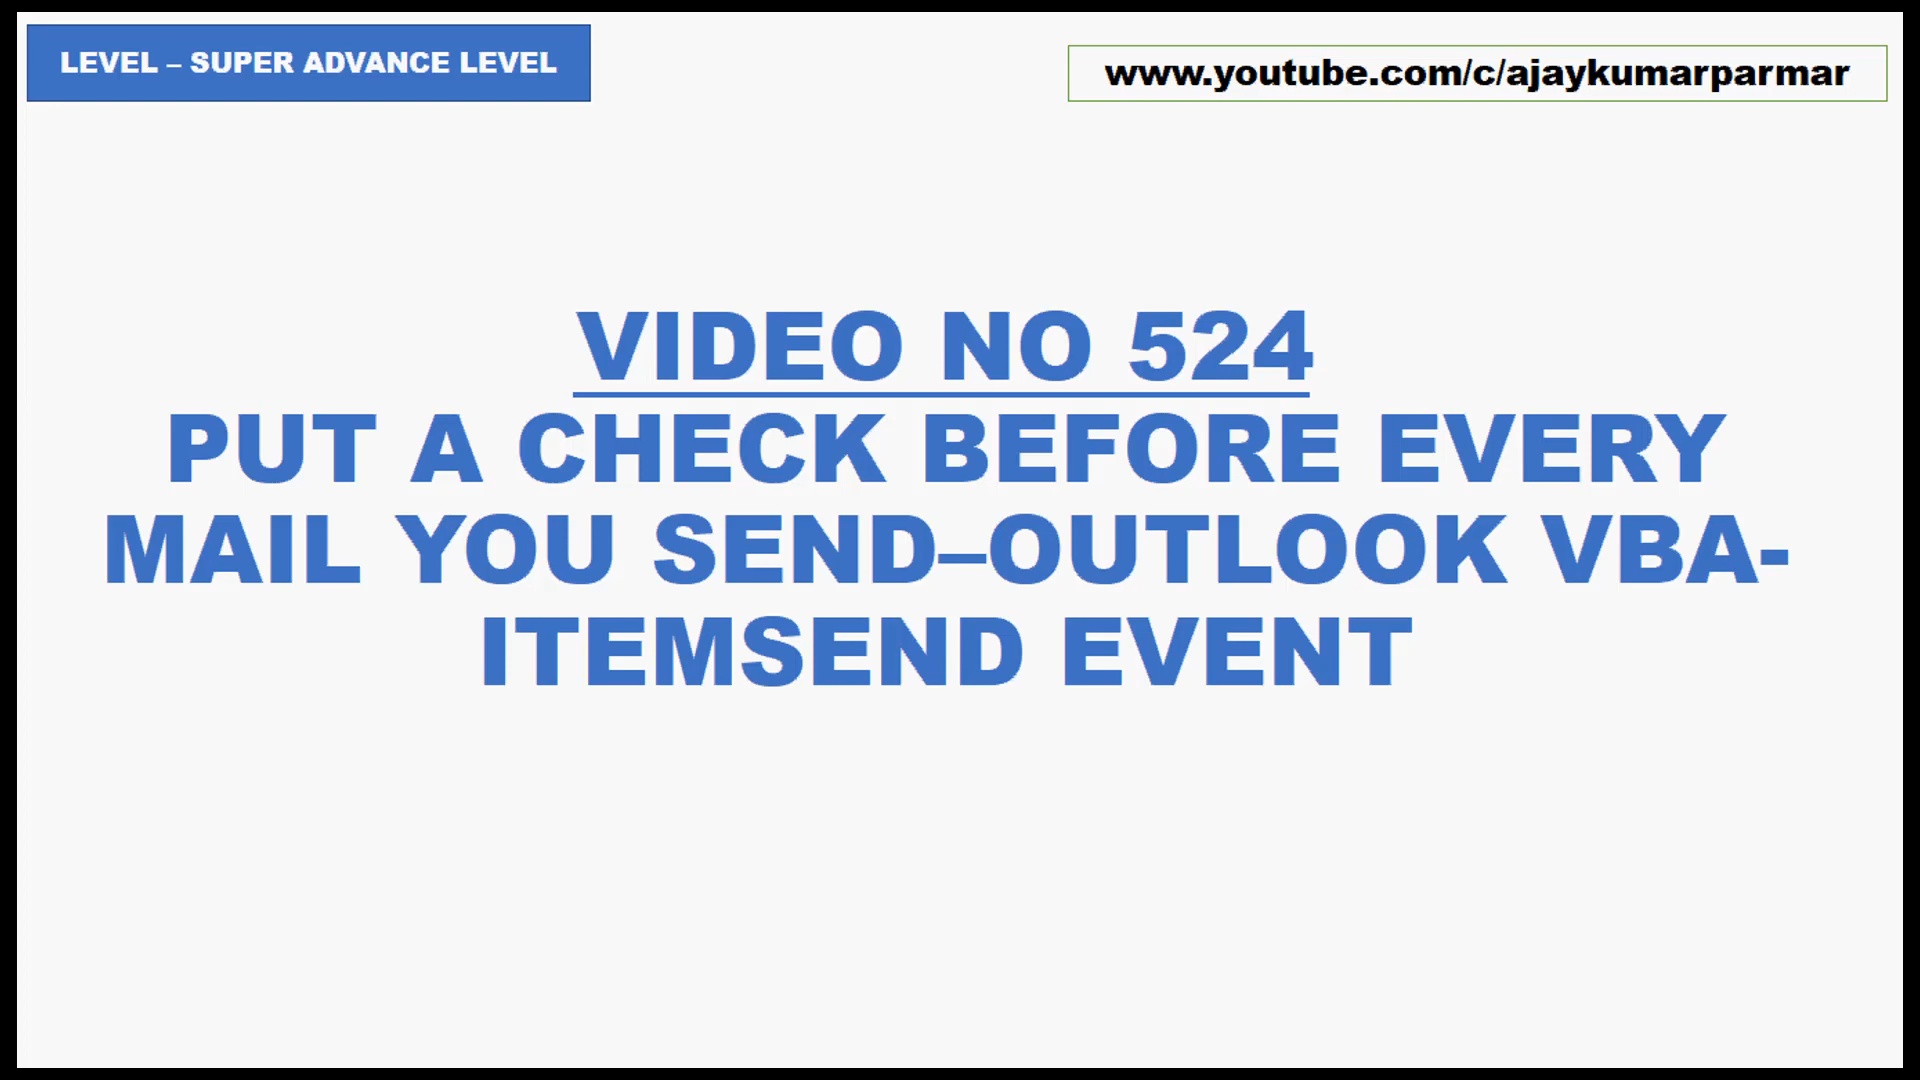 LEVEL – SUPER ADVANCE LEVEL
www.youtube.com/c/ajaykumarparmar
VIDEO NO 524
PUT A CHECK BEFORE EVERY
MAIL YOU SEND–OUTLOOK VBA-
ITEMSEND EVENT